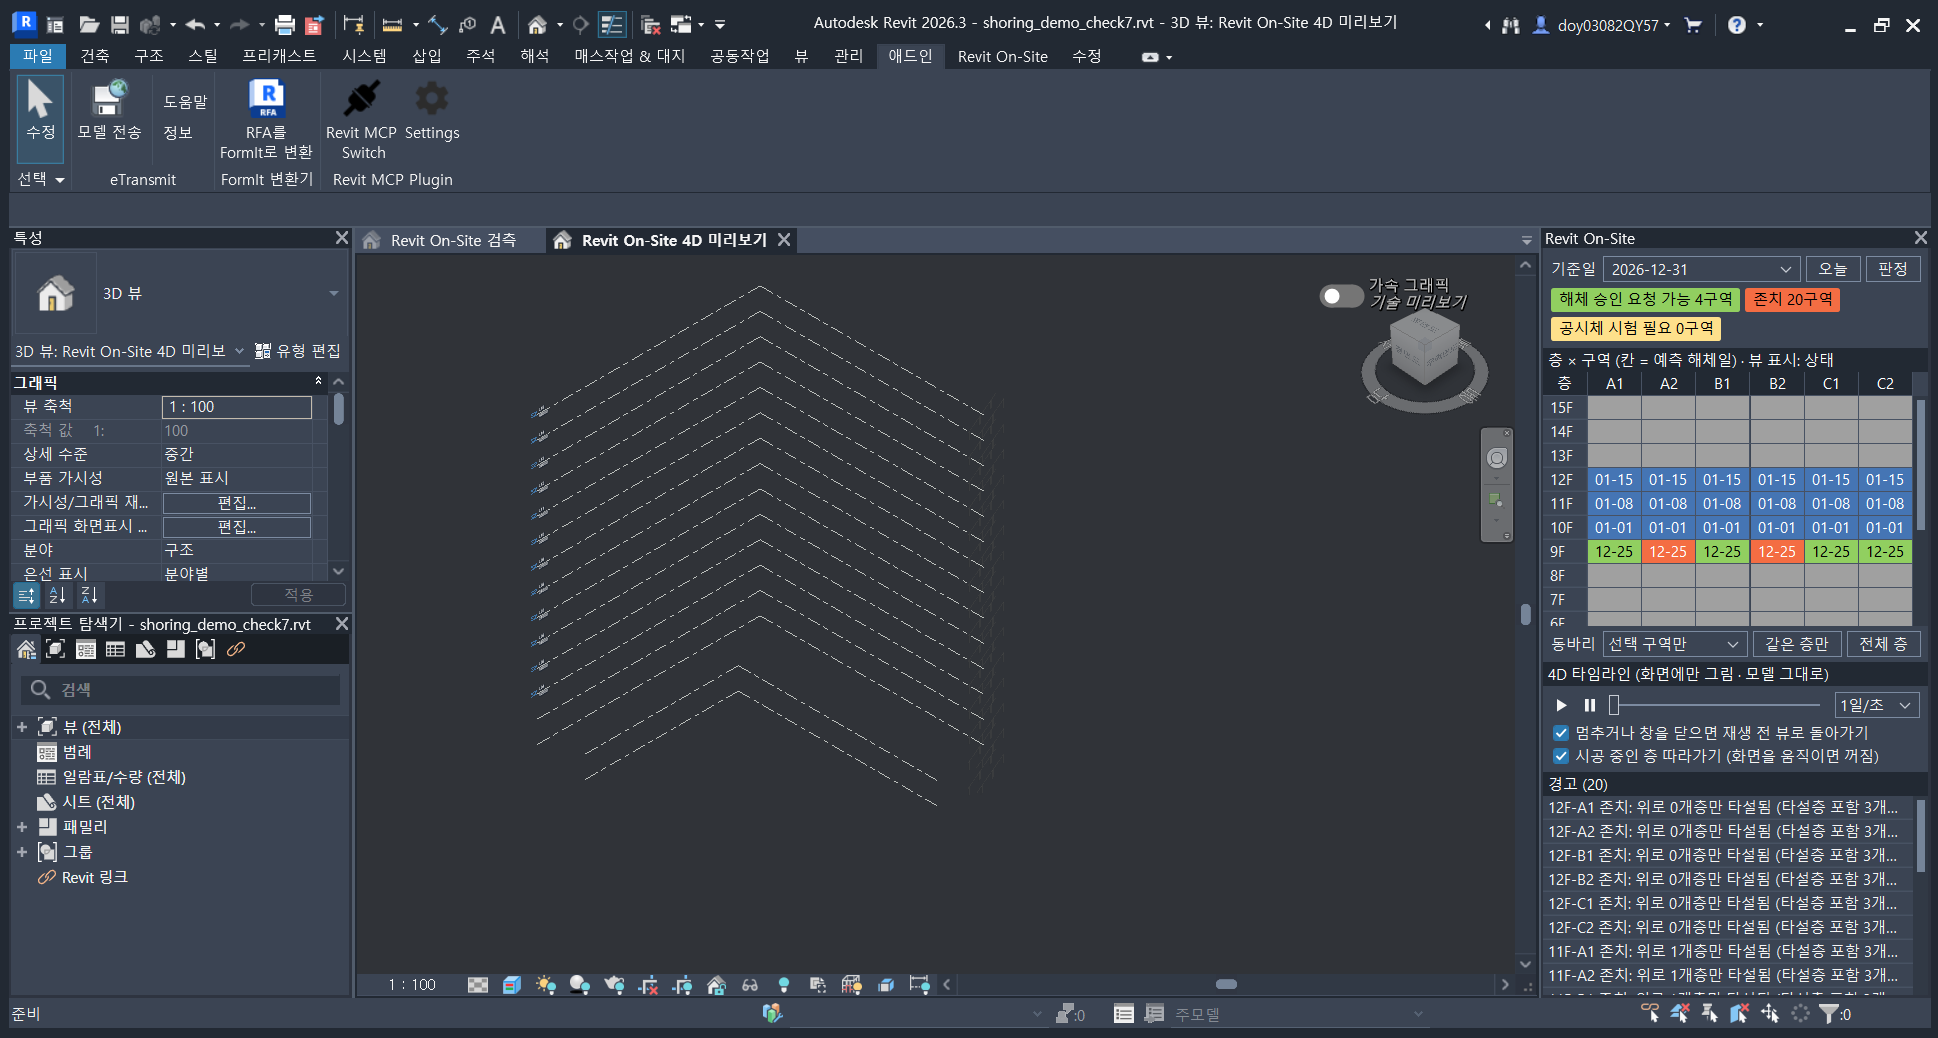 Autodesk Revit 2026.3 - shoring_demo_check7.rvt - 3D 뷰: Revit On-Site 4D 미리보기
doy03082QY57
파일 건축 구조 스틸 프리캐스트 시스템 삽입 주석 해석 매스작업 & 대지 공동작업 뷰 관리 애드인 Revit On-Site 수정
수정
모델 전송
도움말
정보
RFA를
FormIt로 변환
Revit MCP
Switch
Settings
선택
eTransmit
FormIt 변환기
Revit MCP Plugin
특성
3D 뷰
3D 뷰: Revit On-Site 4D 미리보
유형 편집
그래픽
뷰 축척 1 : 100
축척 값 1: 100
상세 수준 중간
부품 가시성 원본 표시
가시성/그래픽 재... 편집...
그래픽 화면표시 ... 편집...
분야 구조
은선 표시 분야별
적용
프로젝트 탐색기 - shoring_demo_check7.rvt
검색
뷰 (전체)
범례
일람표/수량 (전체)
시트 (전체)
패밀리
그룹
Revit 링크
Revit On-Site 검측
Revit On-Site 4D 미리보기
가속 그래픽
기술 미리보기
1 : 100
Revit On-Site
기준일 2026-12-31 오늘 판정
해체 승인 요청 가능 4구역 존치 20구역
공시체 시험 필요 0구역
층 × 구역 (칸 = 예측 해체일) · 뷰 표시: 상태
층 A1 A2 B1 B2 C1 C2
15F
14F
13F
12F 01-15 01-15 01-15 01-15 01-15 01-15
11F 01-08 01-08 01-08 01-08 01-08 01-08
10F 01-01 01-01 01-01 01-01 01-01 01-01
9F 12-25 12-25 12-25 12-25 12-25 12-25
8F
7F
6F
동바리 선택 구역만 같은 층만 전체 층
4D 타임라인 (화면에만 그림 · 모델 그대로)
1일/초
멈추거나 창을 닫으면 재생 전 뷰로 돌아가기
시공 중인 층 따라가기 (화면을 움직이면 꺼짐)
경고 (20)
12F-A1 존치: 위로 0개층만 타설됨 (타설층 포함 3개...
12F-A2 존치: 위로 0개층만 타설됨 (타설층 포함 3개...
12F-B1 존치: 위로 0개층만 타설됨 (타설층 포함 3개...
12F-B2 존치: 위로 0개층만 타설됨 (타설층 포함 3개...
12F-C1 존치: 위로 0개층만 타설됨 (타설층 포함 3개...
12F-C2 존치: 위로 0개층만 타설됨 (타설층 포함 3개...
11F-A1 존치: 위로 1개층만 타설됨 (타설층 포함 3개...
11F-A2 존치: 위로 1개층만 타설됨 (타설층 포함 3개...
준비
:0
주모델
:0